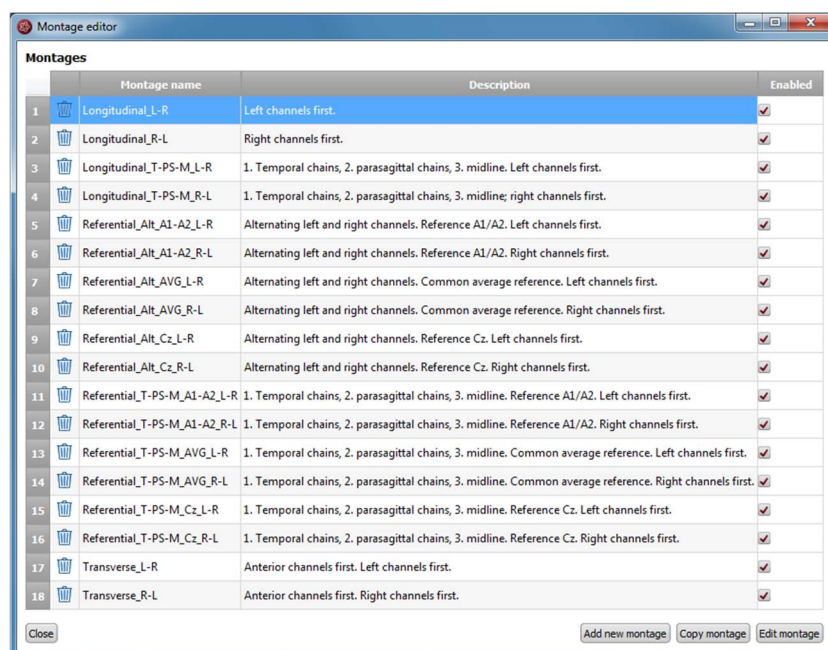 Montage editor
Montages
Montage name Description Enabled
1 Longitudinal_L-R Left channels first.
2 Longitudinal_R-L Right channels first.
3 Longitudinal_T-PS-M_L-R 1. Temporal chains, 2. parasagittal chains, 3. midline. Left channels first.
4 Longitudinal_T-PS-M_R-L 1. Temporal chains, 2. parasagittal chains, 3. midline; right channels first.
5 Referential_Alt_A1-A2_L-R Alternating left and right channels. Reference A1/A2. Left channels first.
6 Referential_Alt_A1-A2_R-L Alternating left and right channels. Reference A1/A2. Right channels first.
7 Referential_Alt_AVG_L-R Alternating left and right channels. Common average reference. Left channels first.
8 Referential_Alt_AVG_R-L Alternating left and right channels. Common average reference. Right channels first.
9 Referential_Alt_Cz_L-R Alternating left and right channels. Reference Cz. Left channels first.
10 Referential_Alt_Cz_R-L Alternating left and right channels. Reference Cz. Right channels first.
11 Referential_T-PS-M_A1-A2_L-R 1. Temporal chains, 2. parasagittal chains, 3. midline. Reference A1/A2. Left channels first.
12 Referential_T-PS-M_A1-A2_R-L 1. Temporal chains, 2. parasagittal chains, 3. midline. Reference A1/A2. Right channels first.
13 Referential_T-PS-M_AVG_L-R 1. Temporal chains, 2. parasagittal chains, 3. midline. Common average reference. Left channels first.
14 Referential_T-PS-M_AVG_R-L 1. Temporal chains, 2. parasagittal chains, 3. midline. Common average reference. Right channels first.
15 Referential_T-PS-M_Cz_L-R 1. Temporal chains, 2. parasagittal chains, 3. midline. Reference Cz. Left channels first.
16 Referential_T-PS-M_Cz_R-L 1. Temporal chains, 2. parasagittal chains, 3. midline. Reference Cz. Right channels first.
17 Transverse_L-R Anterior channels first. Left channels first.
18 Transverse_R-L Anterior channels first. Right channels first.
Close Add new montage Copy montage Edit montage